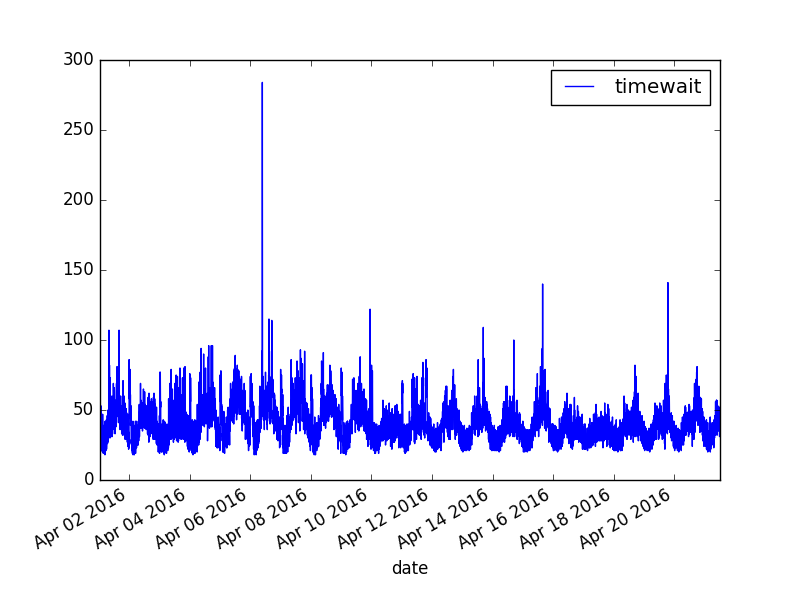 300
timewait
250
200
150
100
50
0
Apr 02 2016
Apr 04 2016
Apr 06 2016
Apr 08 2016
Apr 10 2016
Apr 12 2016
Apr 14 2016
Apr 16 2016
Apr 18 2016
Apr 20 2016
date